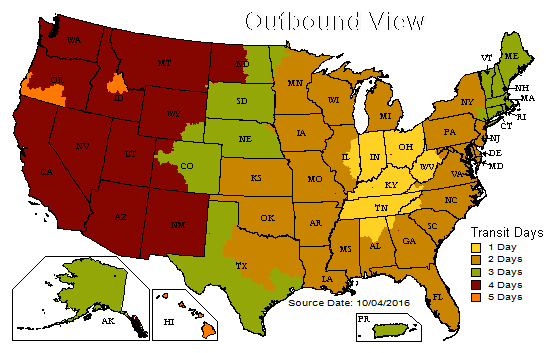 Outbound View
WA
MT
ND
MN
VT
ME
OR
ID
SD
WI
MI
NY
NH
MA
RI
CT
WY
NE
IA
IL
IN
OH
PA
NJ
DE
MD
NV
UT
CO
KS
MO
KY
WV
VA
CA
AZ
NM
OK
AR
TN
NC
SC
TX
LA
MS
AL
GA
FL
Transit Days
1 Day
2 Days
3 Days
4 Days
5 Days
Source Date: 10/04/2016
AK
HI
PR